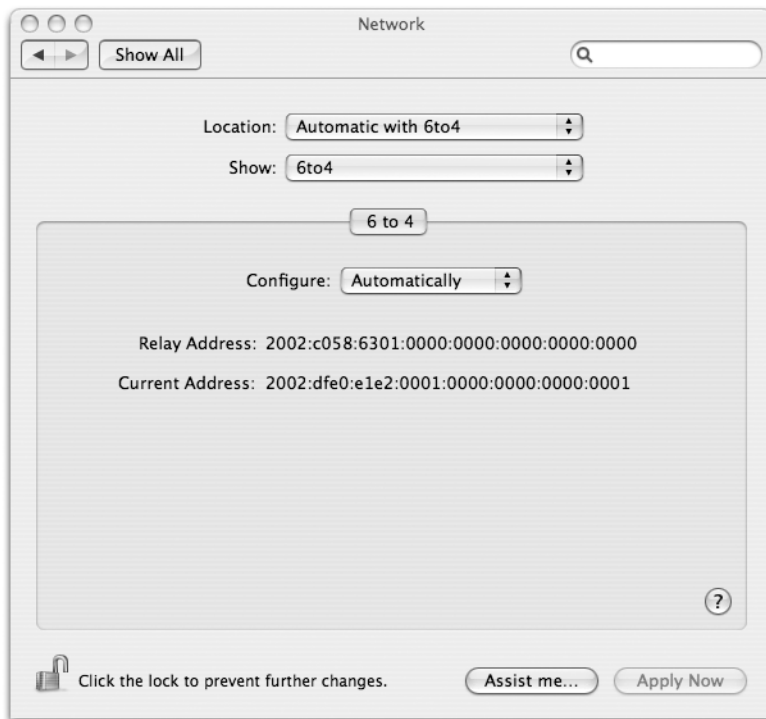 Network
Show All
Location: Automatic with 6to4
Show: 6to4
6 to 4
Configure: Automatically
Relay Address: 2002:c058:6301:0000:0000:0000:0000:0000
Current Address: 2002:dfe0:e1e2:0001:0000:0000:0000:0001
?
Click the lock to prevent further changes. Assist me... Apply Now